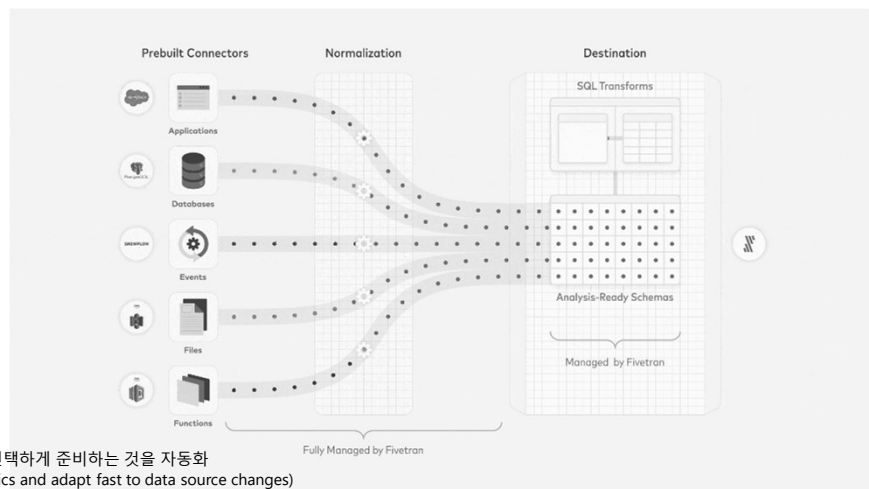 Prebuilt Connectors
Normalization
Destination
SQL Transforms
Applications
PostgreSQL
Databases
SNOWPLOW
Events
Files
Functions
Analysis-Ready Schemas
Managed by Fivetran
Fully Managed by Fivetran
택하게 준비하는 것을 자동화
and adapt fast to data source changes)